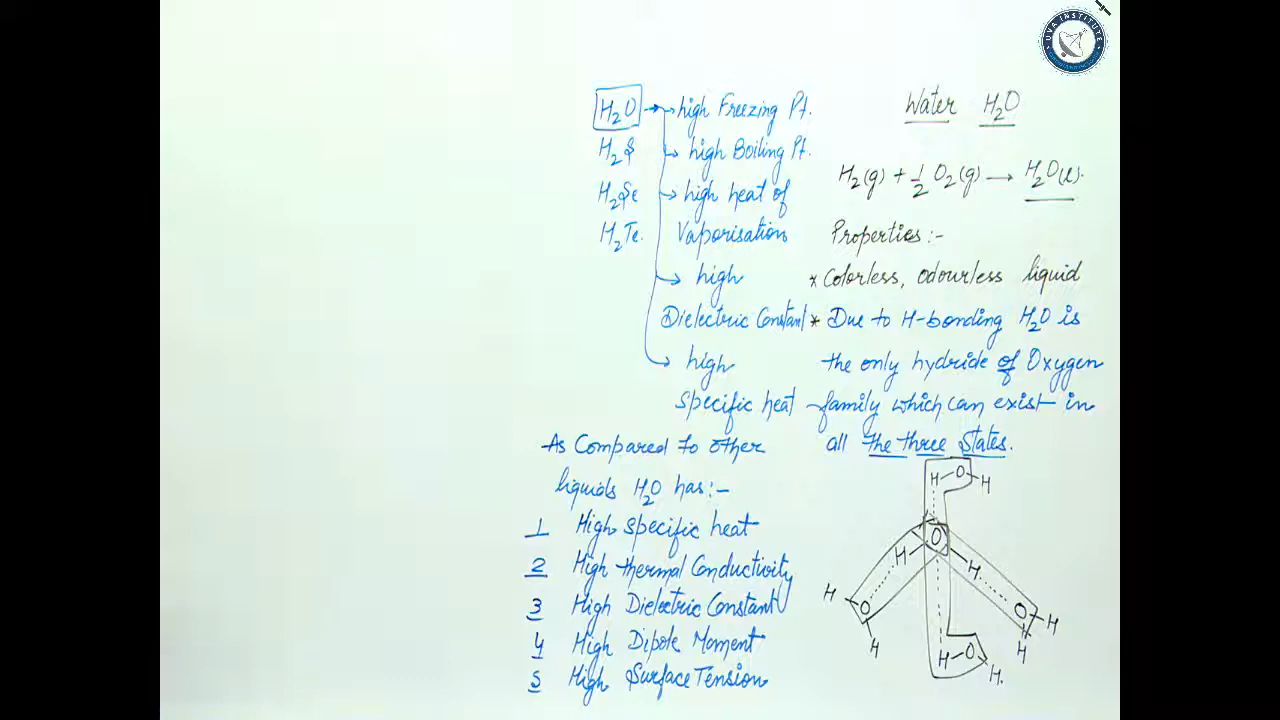 UVA INSTITUTE
Water H₂O
H₂(g) + 1/2 O₂(g) → H₂O(l).
Properties:-
* Colorless, odourless liquid
* Due to H-bonding H₂O is
the only hydride of Oxygen
family which can exist in
all the three States.
H-O-H
O
H H
H O O H
H H
H-O
H.
H₂O → high Freezing Pt.
H₂S → high Boiling Pt.
H₂Se → high heat of
H₂Te. Vaporisation
→ high
Dielectric Constant
→ high
specific heat
As Compared to other
liquids H₂O has:-
1 High specific heat
2 High thermal Conductivity
3 High Dielectric Constant
4 High Dipole Moment
5 High Surface Tension